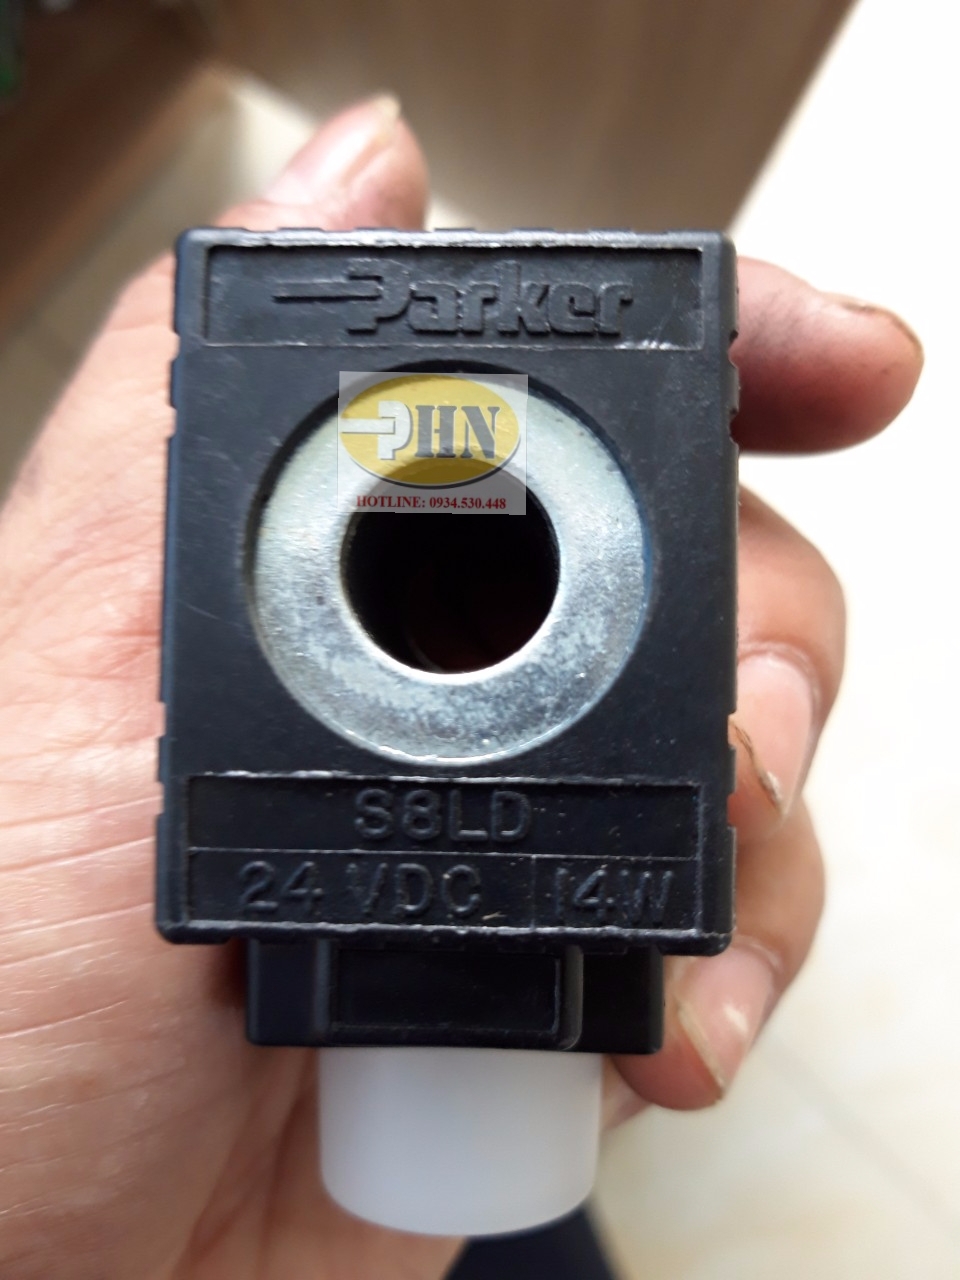 Parker
PHN
HOTLINE: 0934.530.448
S8LD
24 VDC 14W